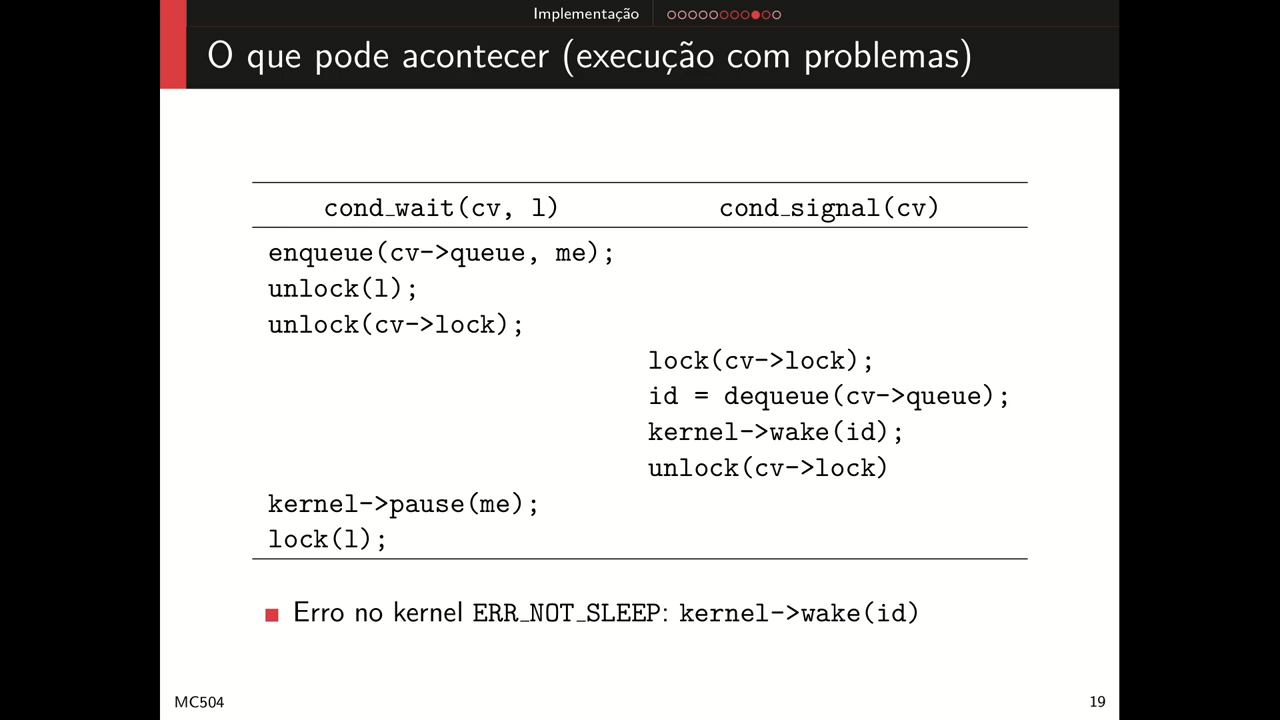 Implementação
O que pode acontecer (execução com problemas)
cond_wait(cv, l) cond_signal(cv)
enqueue(cv->queue, me);
unlock(l);
unlock(cv->lock);
lock(cv->lock);
id = dequeue(cv->queue);
kernel->wake(id);
unlock(cv->lock)
kernel->pause(me);
lock(l);
Erro no kernel ERR_NOT_SLEEP: kernel->wake(id)
MC504 19